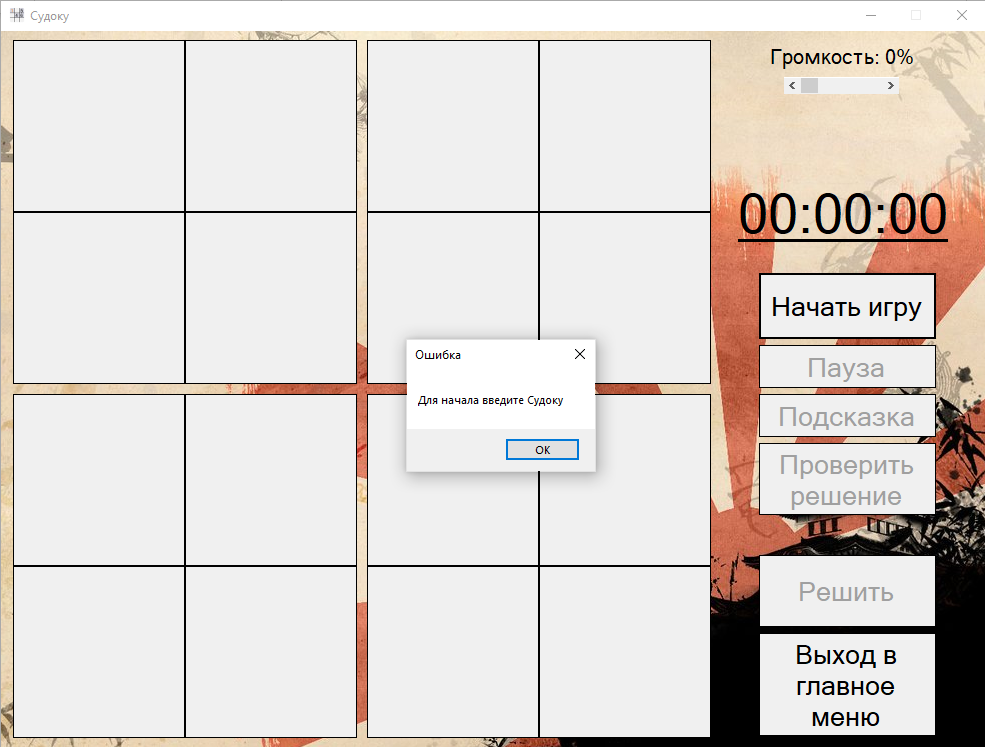 Судоку
Громкость: 0%
00:00:00
Начать игру
Пауза
Подсказка
Проверить
решение
Решить
Выход в
главное
меню
Ошибка
Для начала введите Судоку
ОК